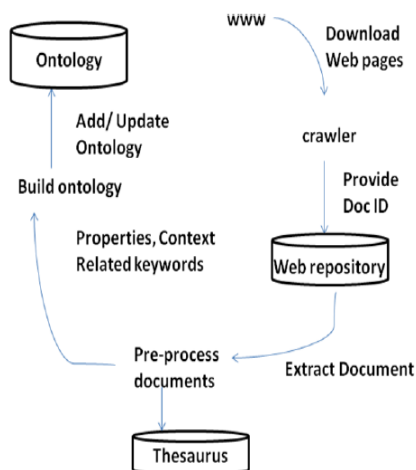 www
Download
Web pages
Ontology
Add/ Update
Ontology
crawler
Build ontology
Provide
Doc ID
Properties, Context
Related keywords
Web repository
Pre-process
documents
Extract Document
Thesaurus